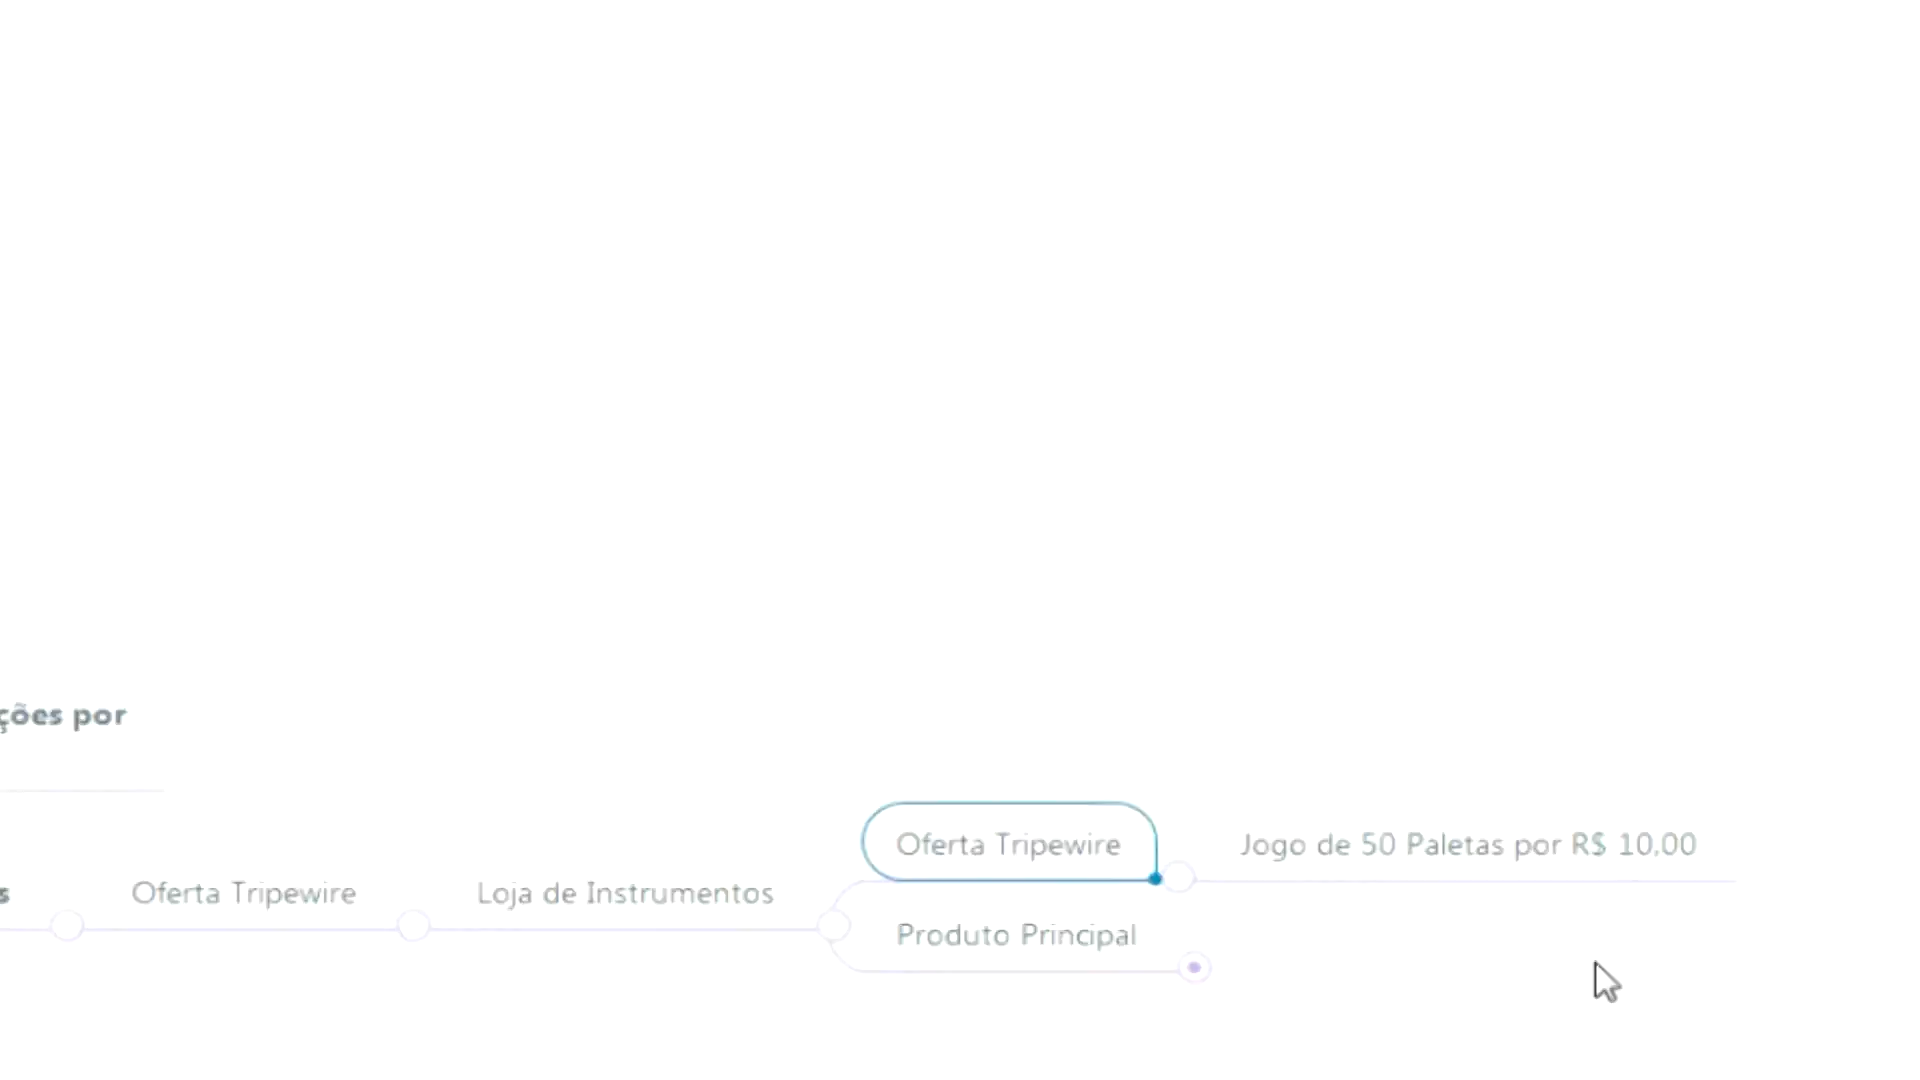 ções por
s
Oferta Tripewire
Loja de Instrumentos
Oferta Tripewire
Jogo de 50 Paletas por R$ 10,00
Produto Principal